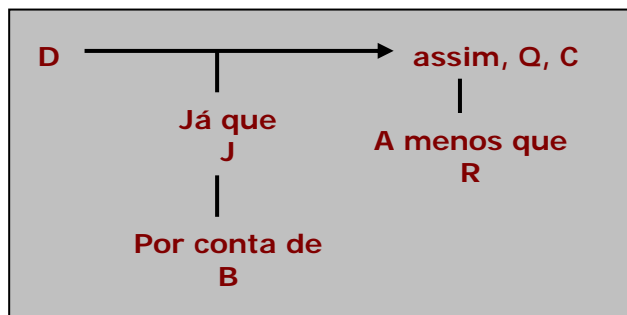 D assim, Q, C
Já que
J
A menos que
R
Por conta de
B